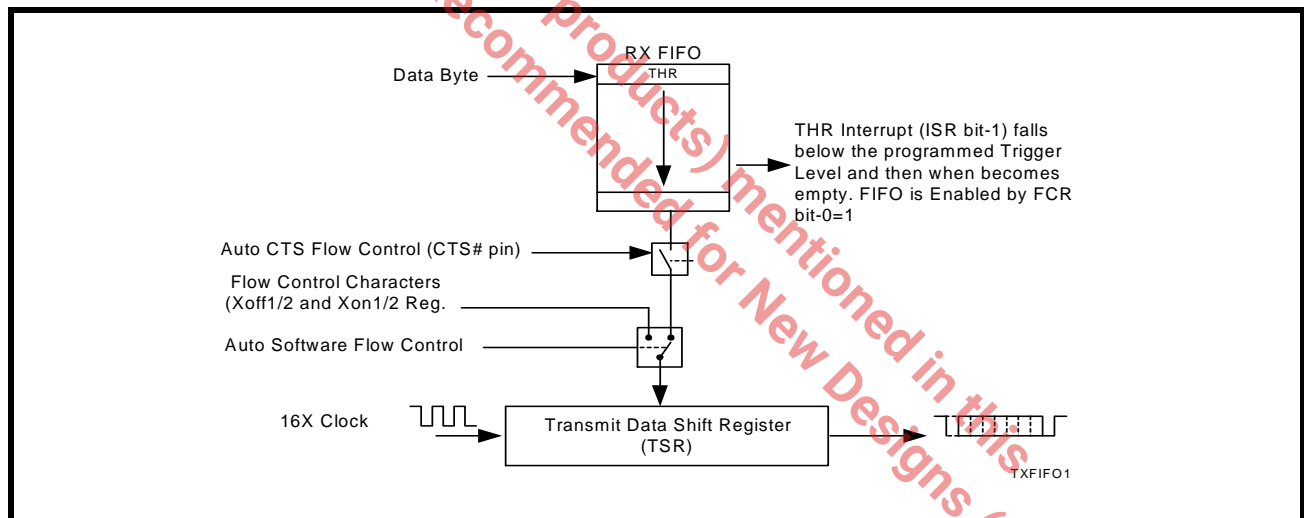 RX FIFO
THR
Data Byte
THR Interrupt (ISR bit-1) falls
below the programmed Trigger
Level and then when becomes
empty. FIFO is Enabled by FCR
bit-0=1
Auto CTS Flow Control (CTS# pin)
Flow Control Characters
(Xoff1/2 and Xon1/2 Reg.
Auto Software Flow Control
16X Clock
Transmit Data Shift Register
(TSR)
TXFIFO1
products) mentioned in this
ecommended for New Designs (